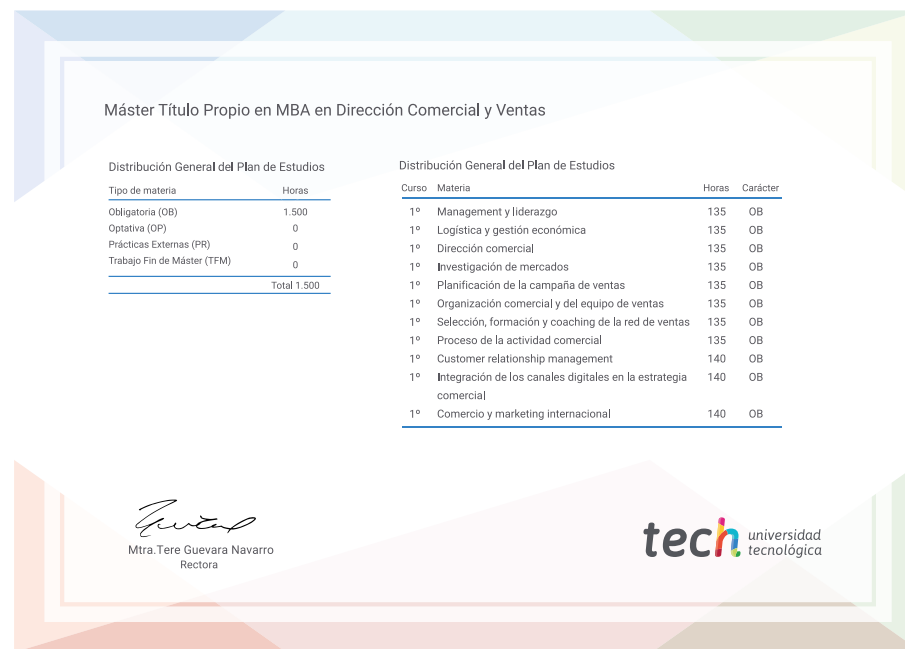 Máster Título Propio en MBA en Dirección Comercial y Ventas
Distribución General del Plan de Estudios
Tipo de materia Horas
Obligatoria (OB) 1.500
Optativa (OP) 0
Prácticas Externas (PR) 0
Trabajo Fin de Máster (TFM) 0
Total 1.500
Distribución General del Plan de Estudios
Curso Materia Horas Carácter
1º Management y liderazgo 135 OB
1º Logística y gestión económica 135 OB
1º Dirección comercial 135 OB
1º Investigación de mercados 135 OB
1º Planificación de la campaña de ventas 135 OB
1º Organización comercial y del equipo de ventas 135 OB
1º Selección, formación y coaching de la red de ventas 135 OB
1º Proceso de la actividad comercial 135 OB
1º Customer relationship management 140 OB
1º Integración de los canales digitales en la estrategia 140 OB
comercial
1º Comercio y marketing internacional 140 OB
Mtra.Tere Guevara Navarro
Rectora
tech universidad
tecnológica